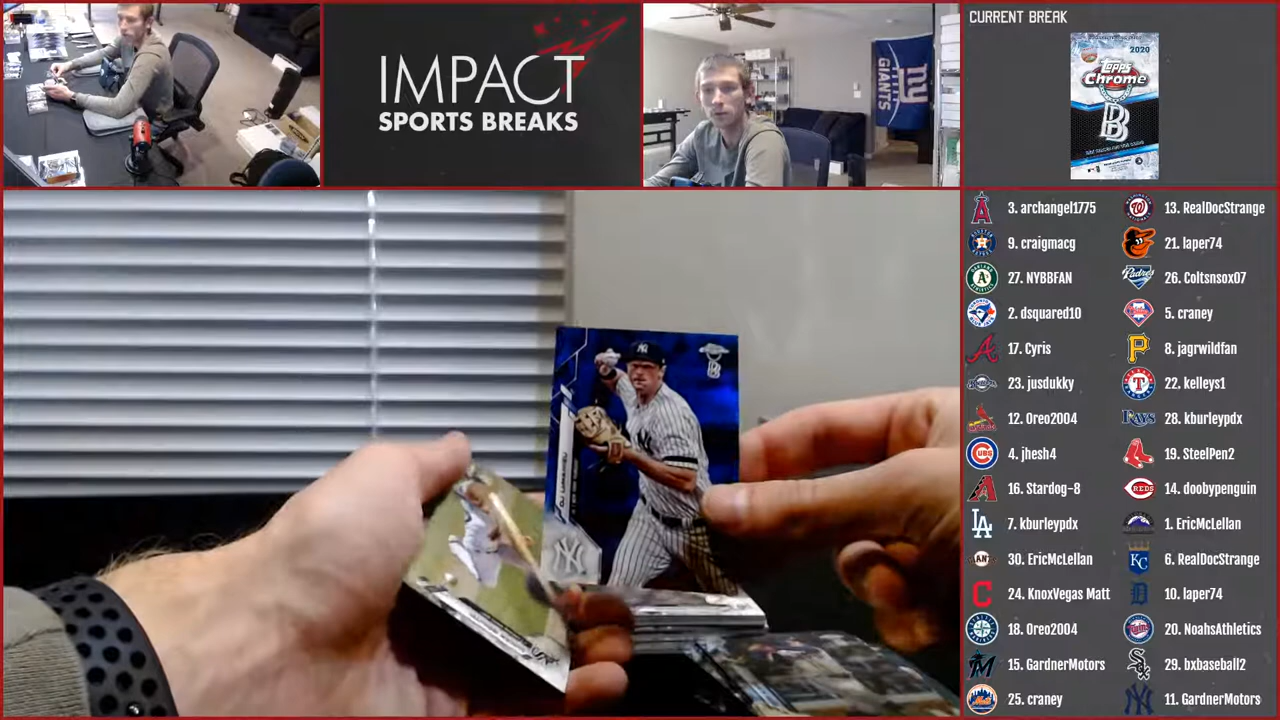 IMPACT
SPORTS BREAKS
NY
GIANTS
CURRENT BREAK
2020
Topps
Chrome
B
3. archangel1775
9. craigmacg
27. NYBBFAN
2. dsquared10
17. Cyris
23. jusdukky
12. Oreo2004
4. jhesh4
16. Stardog-8
7. kburleypdx
30. EricMcLellan
24. KnoxVegas Matt
18. Oreo2004
15. GardnerMotors
25. craney
13. RealDocStrange
21. laper74
26. Coltsnsox07
5. craney
8. jagrwildfan
22. kelleys1
28. kburleypdx
19. SteelPen2
14. doobypenguin
1. EricMcLellan
6. RealDocStrange
10. laper74
20. NoahsAthletics
29. bxbaseball2
11. GardnerMotors
DJ LEMAHIEU